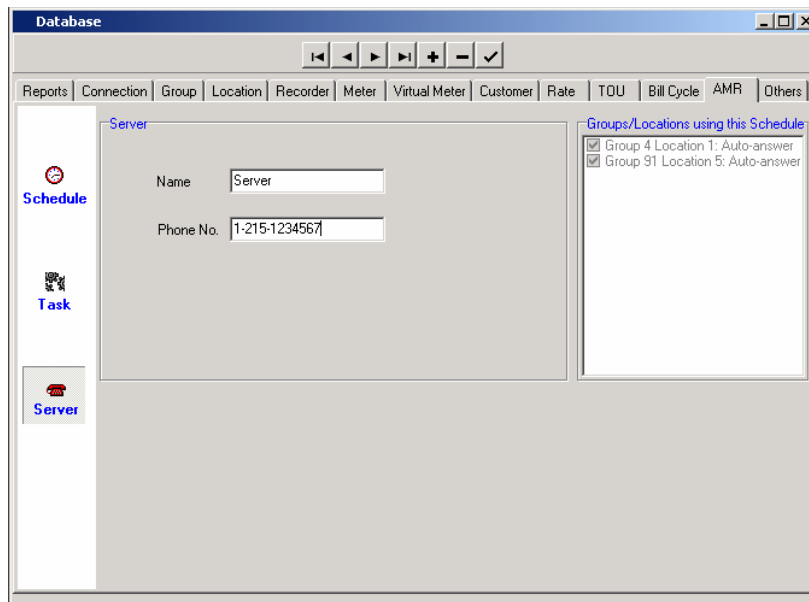 Database
Reports Connection Group Location Recorder Meter Virtual Meter Customer Rate TOU Bill Cycle AMR Others
Server
Groups/Locations using this Schedule
Group 4 Location 1: Auto-answer
Group 91 Location 5: Auto-answer
Name Server
Phone No. 1-215-1234567
Schedule
Task
Server